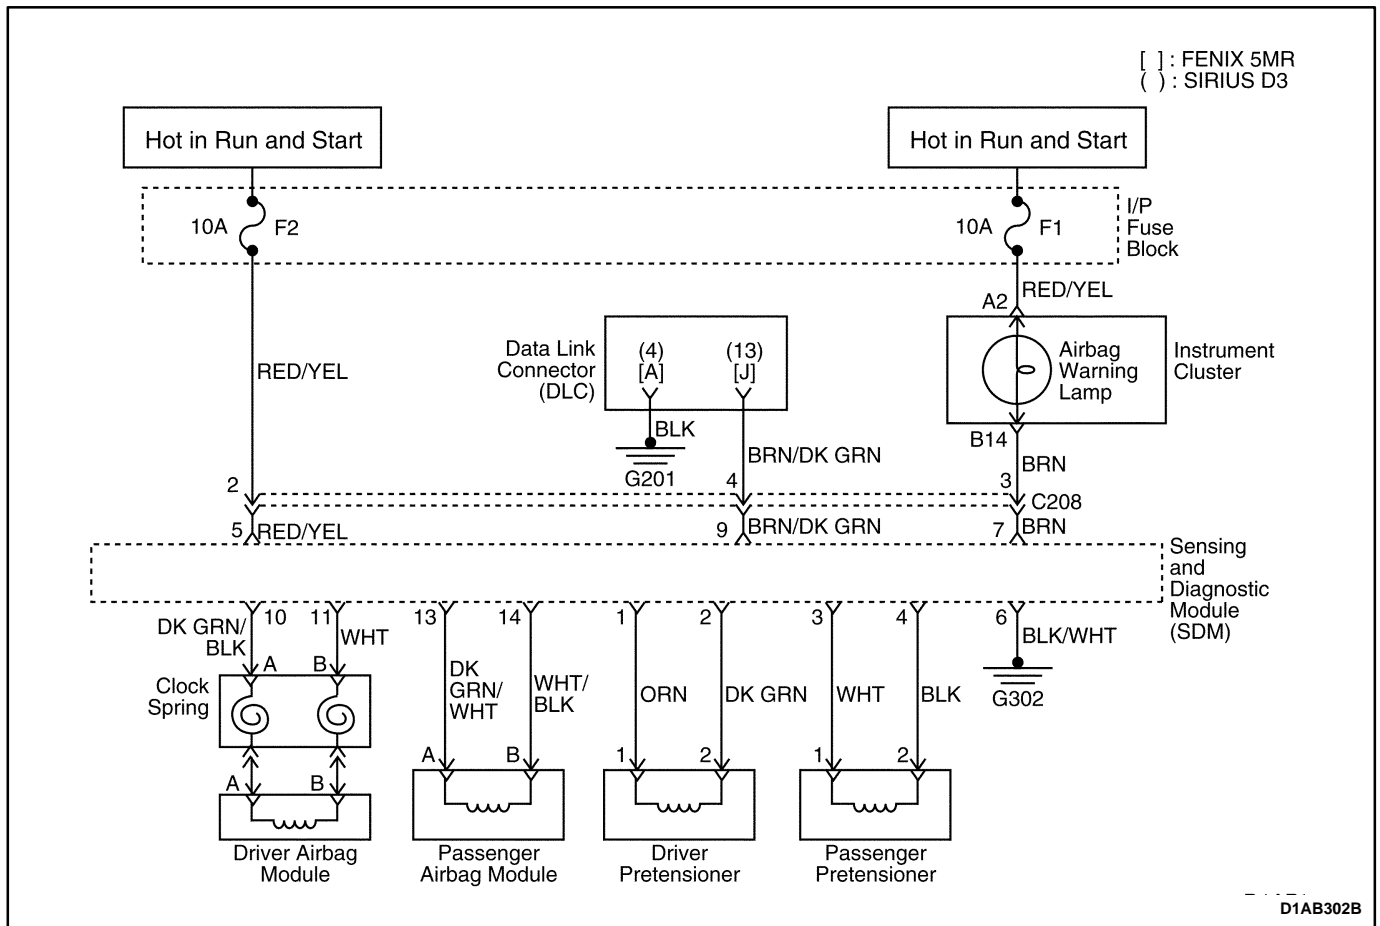 [ ] : FENIX 5MR
( ) : SIRIUS D3
Hot in Run and Start
Hot in Run and Start
10A
F2
10A
F1
I/P
Fuse
Block
RED/YEL
A2
RED/YEL
Data Link
Connector
(DLC)
(4)
[A]
(13)
[J]
Airbag
Warning
Lamp
Instrument
Cluster
BLK
G201
BRN/DK GRN
B14
BRN
2
4
3
C208
5
RED/YEL
9
BRN/DK GRN
7
BRN
Sensing
and
Diagnostic
Module
(SDM)
10
11
13
14
1
2
3
4
6
DK GRN/
BLK
WHT
BLK/WHT
G302
A
B
Clock
Spring
DK
GRN/
WHT
WHT/
BLK
ORN
DK GRN
WHT
BLK
A
B
A
B
1
2
1
2
Driver Airbag
Module
Passenger
Airbag Module
Driver
Pretensioner
Passenger
Pretensioner
D1AB302B